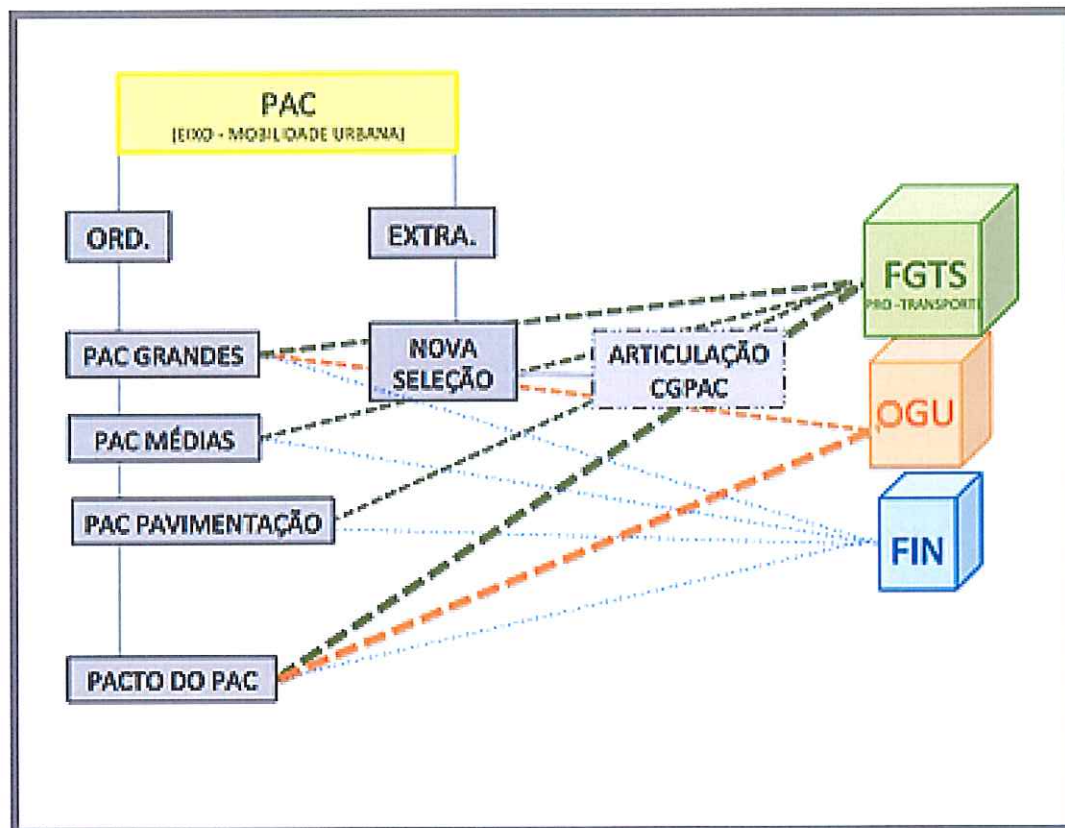 PAC
[EIXO - MOBILIDADE URBANA]
ORD.
EXTRA.
FGTS
PRO -TRANSPORTE
PAC GRANDES
NOVA
SELEÇÃO
ARTICULAÇÃO
CGPAC
OGU
PAC MÉDIAS
PAC PAVIMENTAÇÃO
FIN
PACTO DO PAC